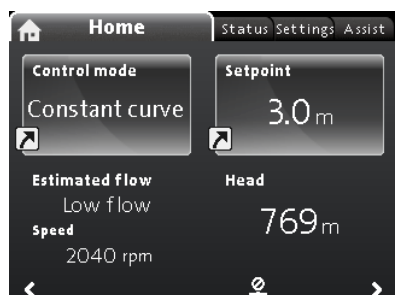 Home Status Settings Assist
Control mode
Constant curve
Setpoint
3.0 m
Estimated flow
Low flow
Speed
2040 rpm
Head
769 m